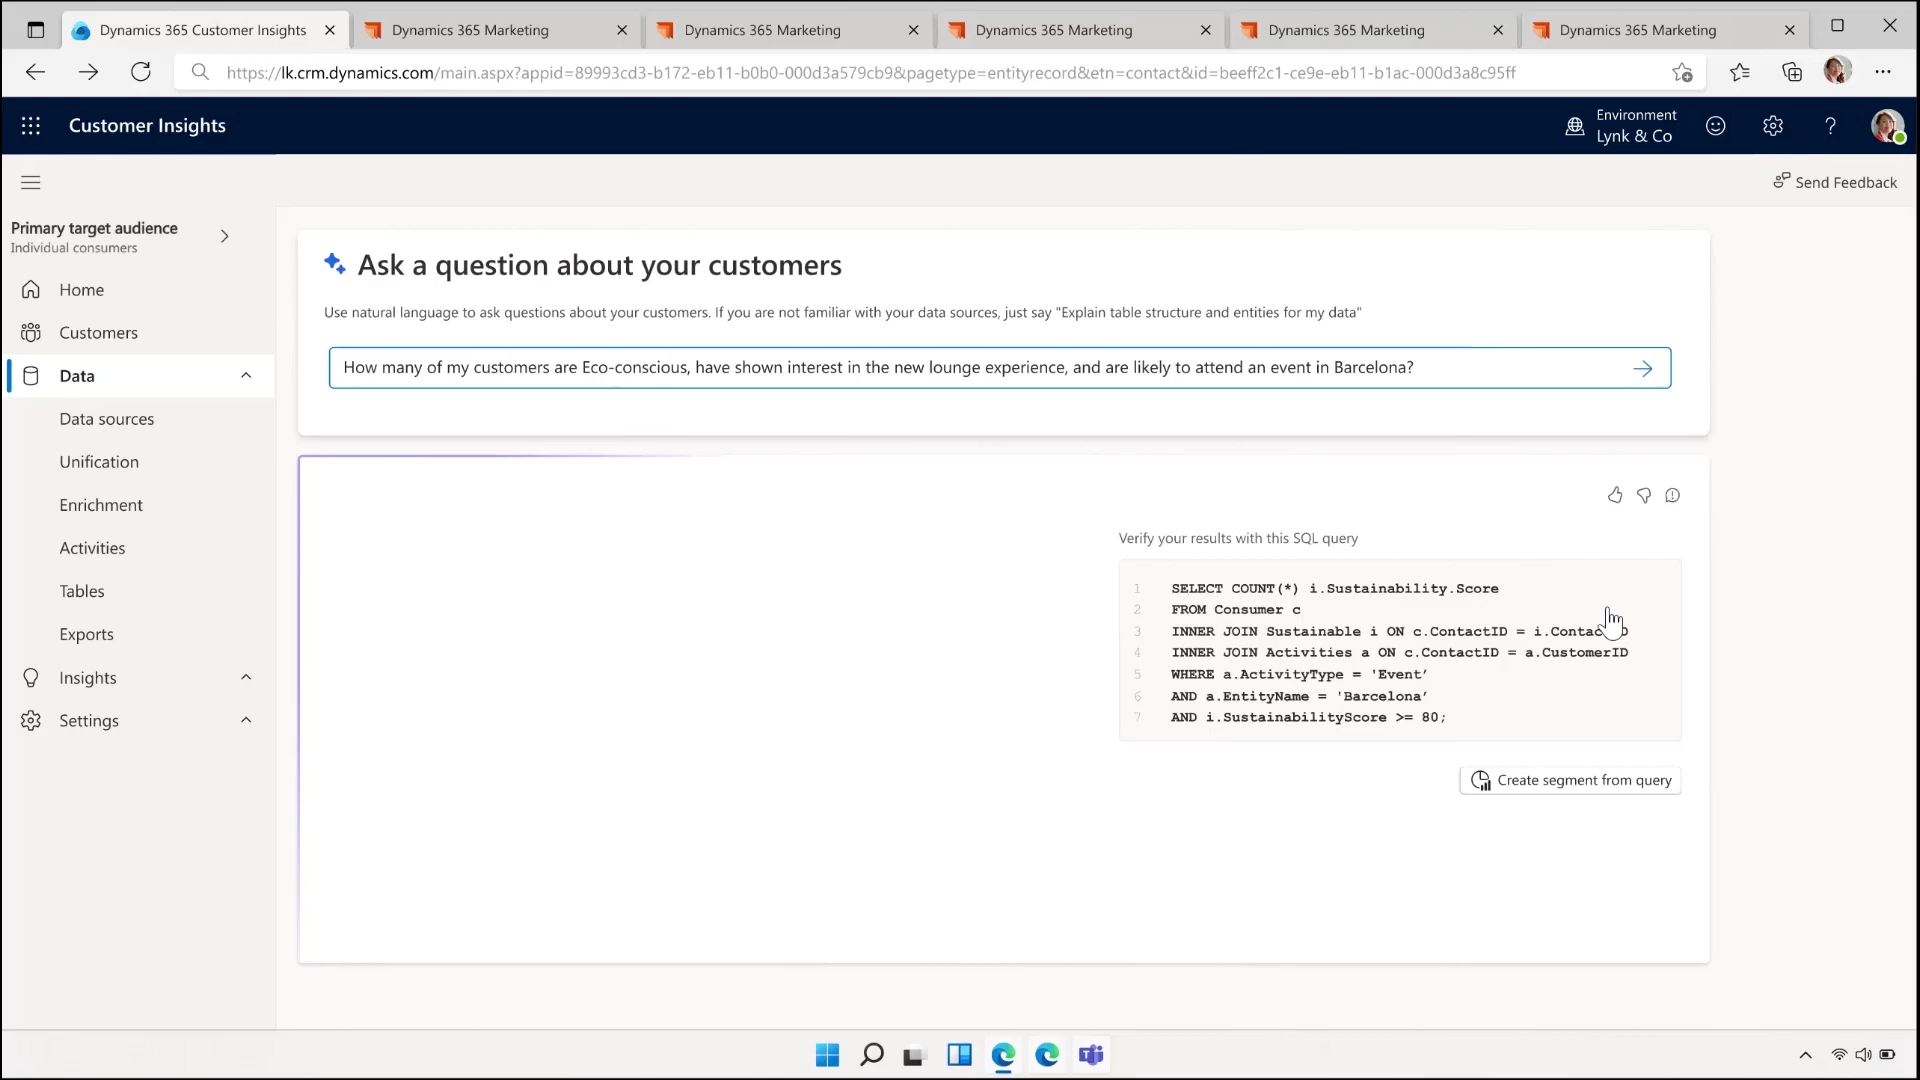 Dynamics 365 Customer Insights
Dynamics 365 Marketing
Dynamics 365 Marketing
Dynamics 365 Marketing
Dynamics 365 Marketing
Dynamics 365 Marketing
https://lk.crm.dynamics.com/main.aspx?appid=89993cd3-b172-eb11-b0b0-000d3a579cb9&pagetype=entityrecord&etn=contact&id=beeff2c1-ce9e-eb11-b1ac-000d3a8c95ff
Customer Insights
Environment
Lynk & Co
Send Feedback
Primary target audience
Individual consumers
Home
Customers
Data
Data sources
Unification
Enrichment
Activities
Tables
Exports
Insights
Settings
Ask a question about your customers
Use natural language to ask questions about your customers. If you are not familiar with your data sources, just say "Explain table structure and entities for my data"
How many of my customers are Eco-conscious, have shown interest in the new lounge experience, and are likely to attend an event in Barcelona?
Verify your results with this SQL query
1 SELECT COUNT(*) i.Sustainability.Score
2 FROM Consumer c
3 INNER JOIN Sustainable i ON c.ContactID = i.ContactID
4 INNER JOIN Activities a ON c.ContactID = a.CustomerID
5 WHERE a.ActivityType = 'Event’
6 AND a.EntityName = 'Barcelona’
7 AND i.SustainabilityScore >= 80;
Create segment from query